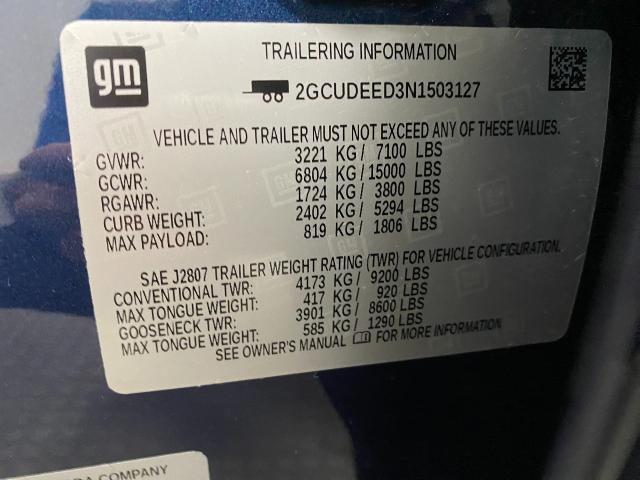 gm
TRAILERING INFORMATION
2GCUDEED3N1503127
VEHICLE AND TRAILER MUST NOT EXCEED ANY OF THESE VALUES.
GVWR: 3221 KG / 7100 LBS
GCWR: 6804 KG / 15000 LBS
RGAWR: 1724 KG / 3800 LBS
CURB WEIGHT: 2402 KG / 5294 LBS
MAX PAYLOAD: 819 KG / 1806 LBS
SAE J2807 TRAILER WEIGHT RATING (TWR) FOR VEHICLE CONFIGURATION.
CONVENTIONAL TWR: 4173 KG / 9200 LBS
MAX TONGUE WEIGHT: 417 KG / 920 LBS
GOOSENECK TWR: 3901 KG / 8600 LBS
MAX TONGUE WEIGHT: 585 KG / 1290 LBS
SEE OWNER'S MANUAL FOR MORE INFORMATION
COMPANY